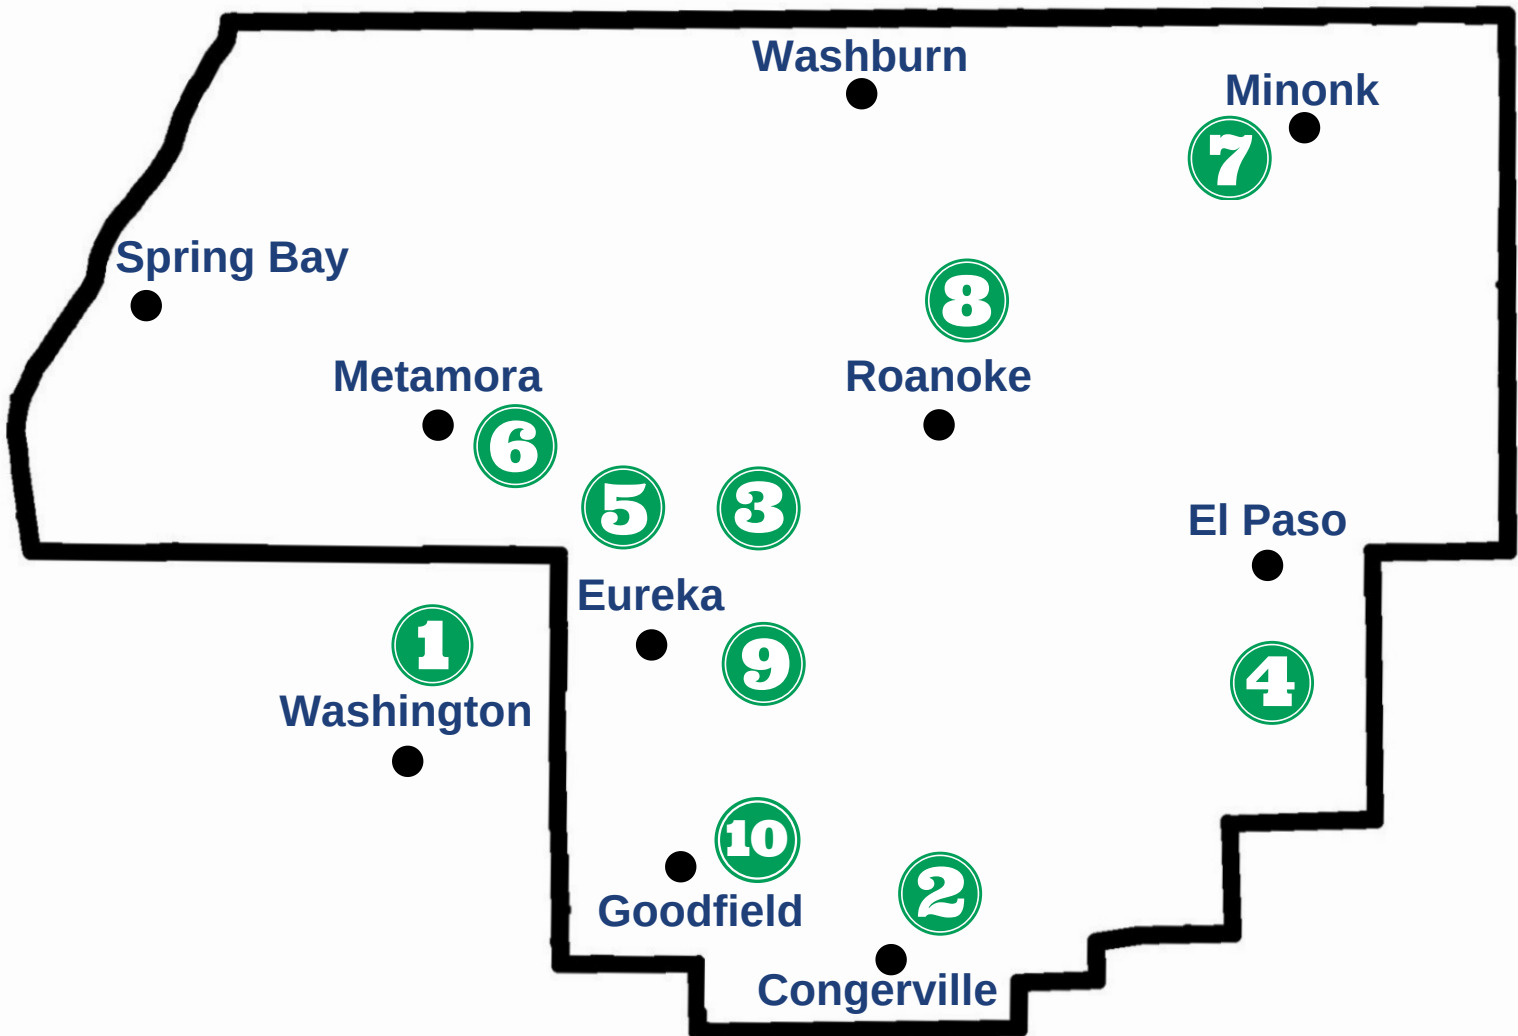 Washburn
Minonk
7
Spring Bay
8
Metamora
Roanoke
6
5
3
El Paso
Eureka
1
9
4
Washington
10
2
Goodfield
Congerville